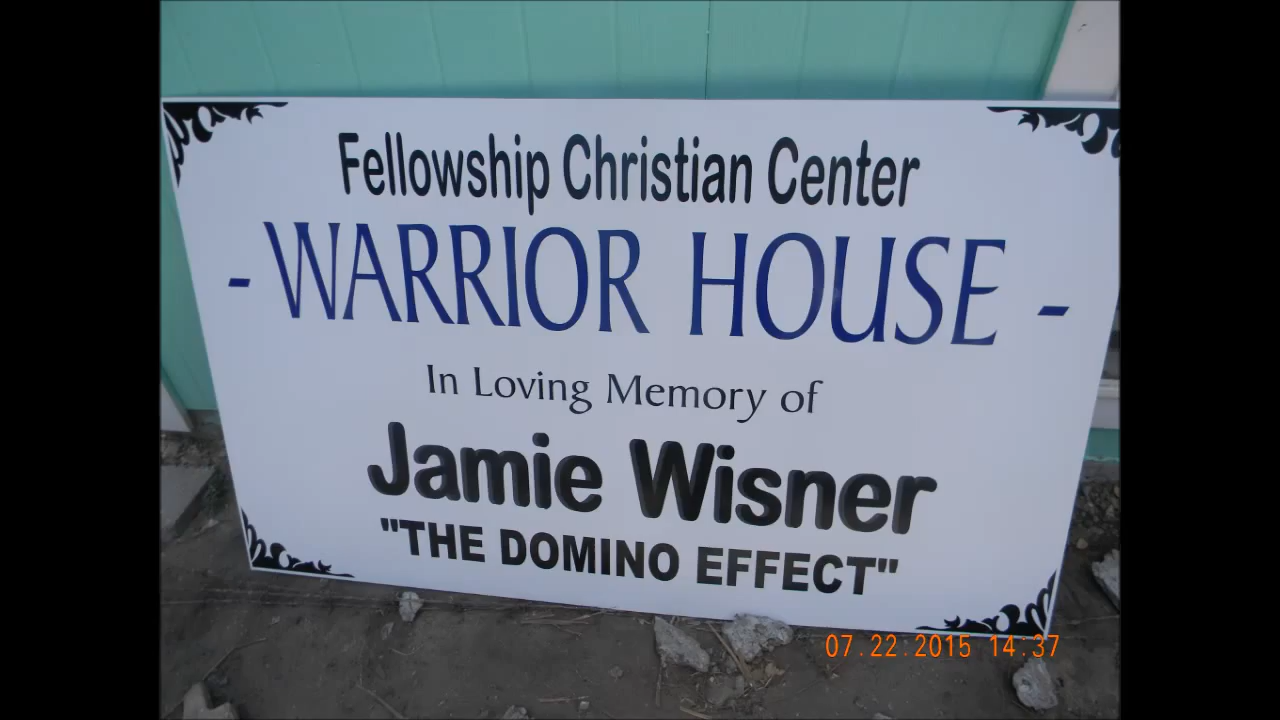 Fellowship Christian Center
- WARRIOR HOUSE -
In Loving Memory of
Jamie Wisner
"THE DOMINO EFFECT"
07.22.2015 14:37